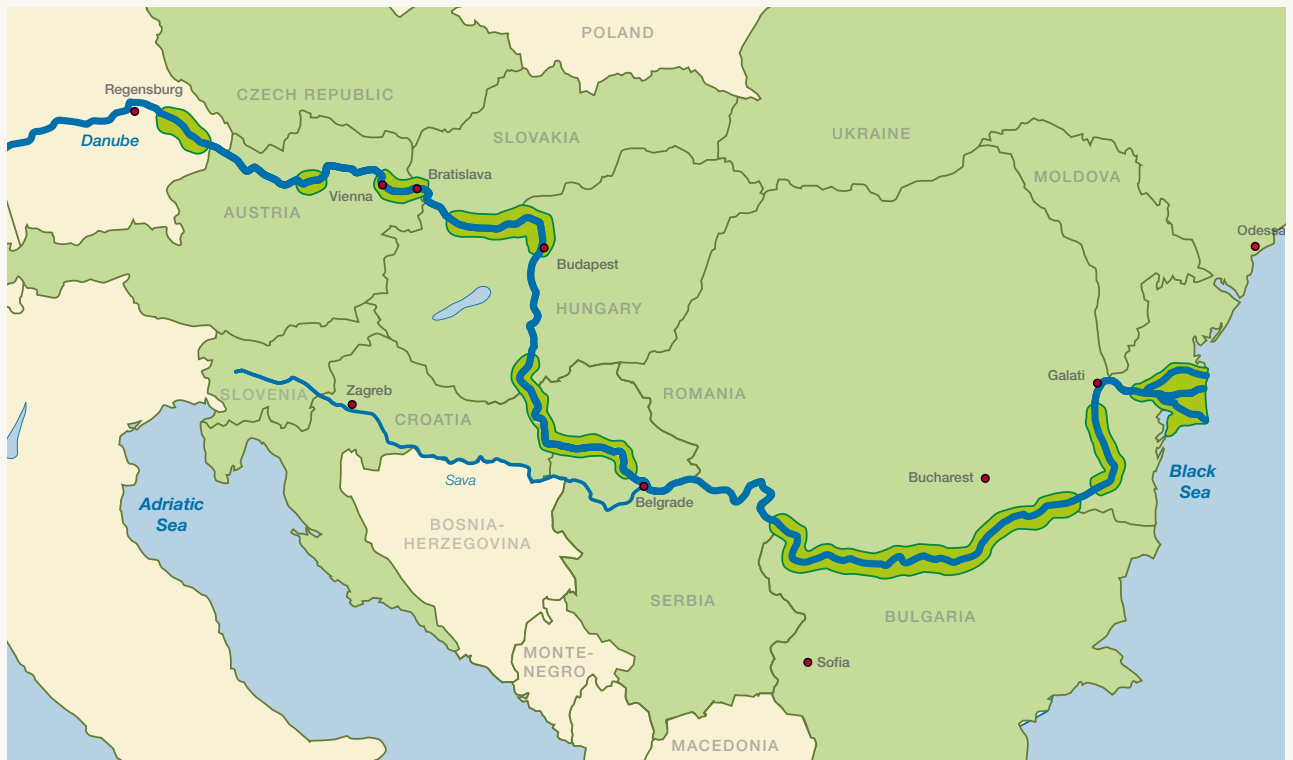 POLAND
Regensburg
CZECH REPUBLIC
Danube
SLOVAKIA
UKRAINE
Bratislava
MOLDOVA
Vienna
AUSTRIA
Odessa
Budapest
HUNGARY
Galati
SLOVENIA
Zagreb
ROMANIA
CROATIA
Sava
Bucharest
Black
Sea
Adriatic
Sea
Belgrade
BOSNIA-
HERZEGOVINA
SERBIA
BULGARIA
MONTE-
NEGRO
Sofia
MACEDONIA